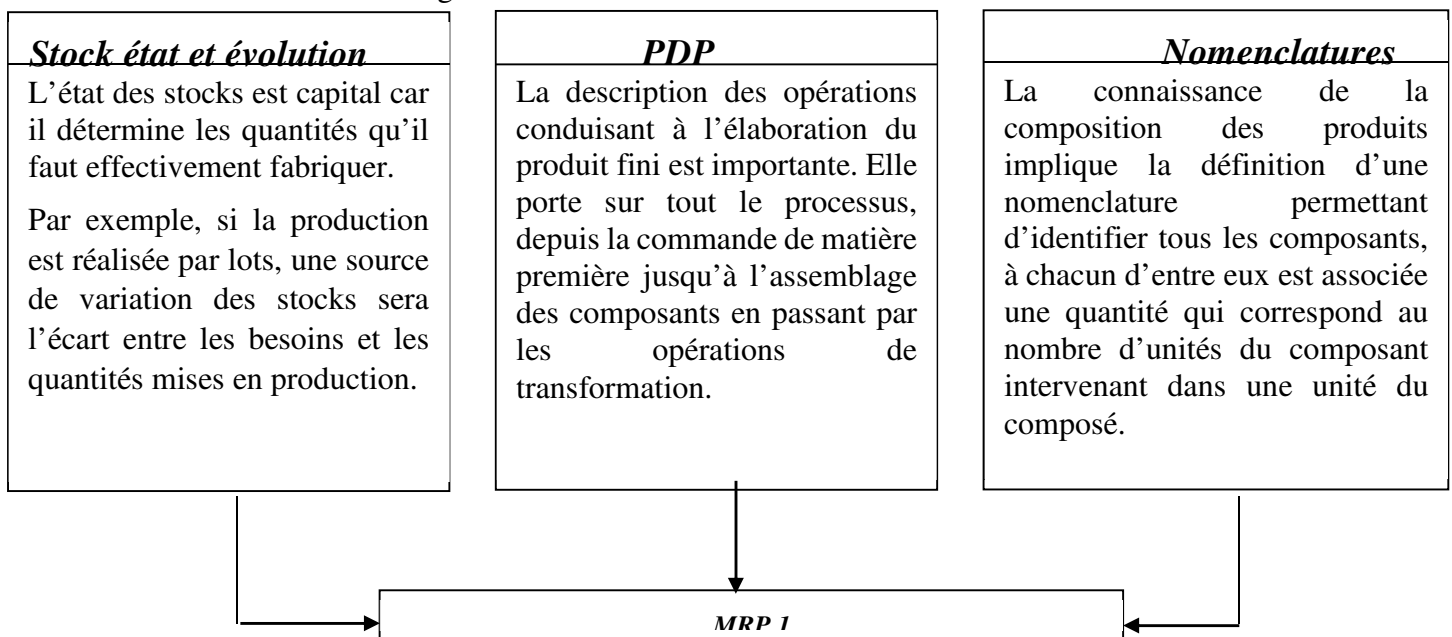 Stock état et évolution
L’état des stocks est capital car
il détermine les quantités qu’il
faut effectivement fabriquer.
Par exemple, si la production
est réalisée par lots, une source
de variation des stocks sera
l’écart entre les besoins et les
quantités mises en production.
PDP
La description des opérations
conduisant à l’élaboration du
produit fini est importante. Elle
porte sur tout le processus,
depuis la commande de matière
première jusqu’à l’assemblage
des composants en passant par
les opérations de
transformation.
Nomenclatures
La connaissance de la
composition des produits
implique la définition d’une
nomenclature permettant
d’identifier tous les composants,
à chacun d’entre eux est associée
une quantité qui correspond au
nombre d’unités du composant
intervenant dans une unité du
composé.
MRP 1